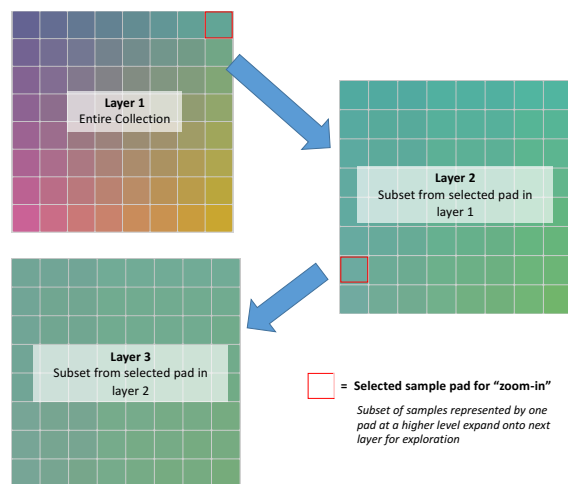 Layer 1
Entire Collection
Layer 2
Subset from selected pad in
layer 1
Layer 3
Subset from selected pad in
layer 2
= Selected sample pad for “zoom-in”
Subset of samples represented by one
pad at a higher level expand onto next
layer for exploration